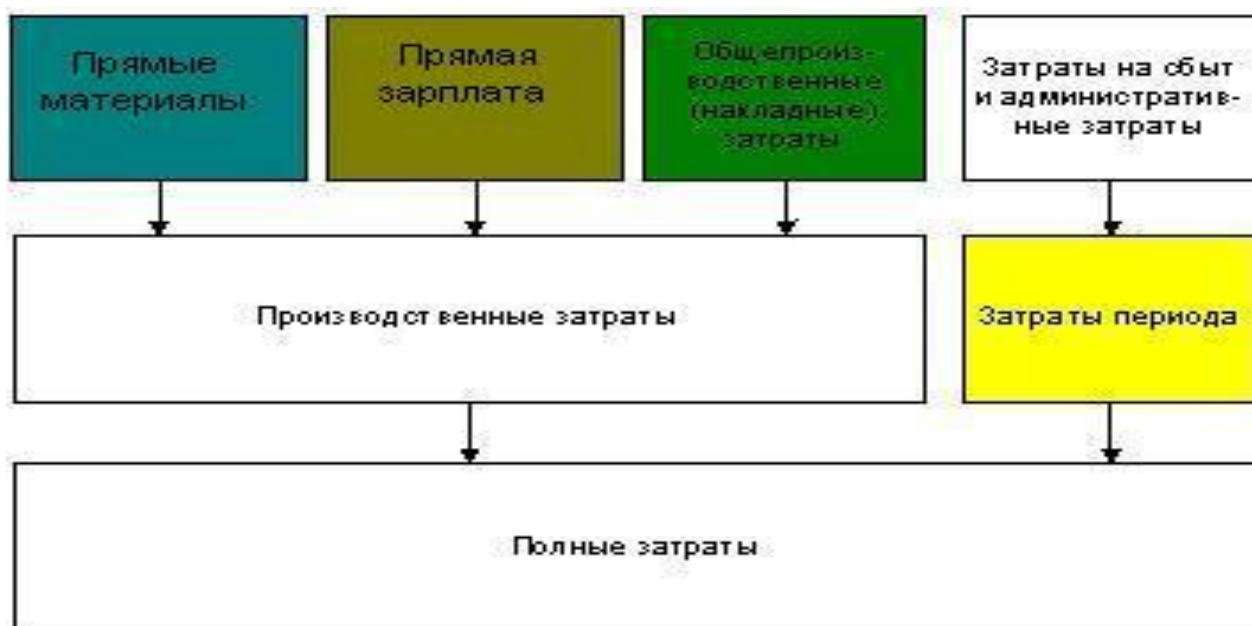 Прямые
материалы
Прямая
зарплата
Общепроиз-
водственные
(накладные)
затраты
Затраты на сбыт
и административ-
ные затраты
Производственные затраты
Затраты периода
Полные затраты